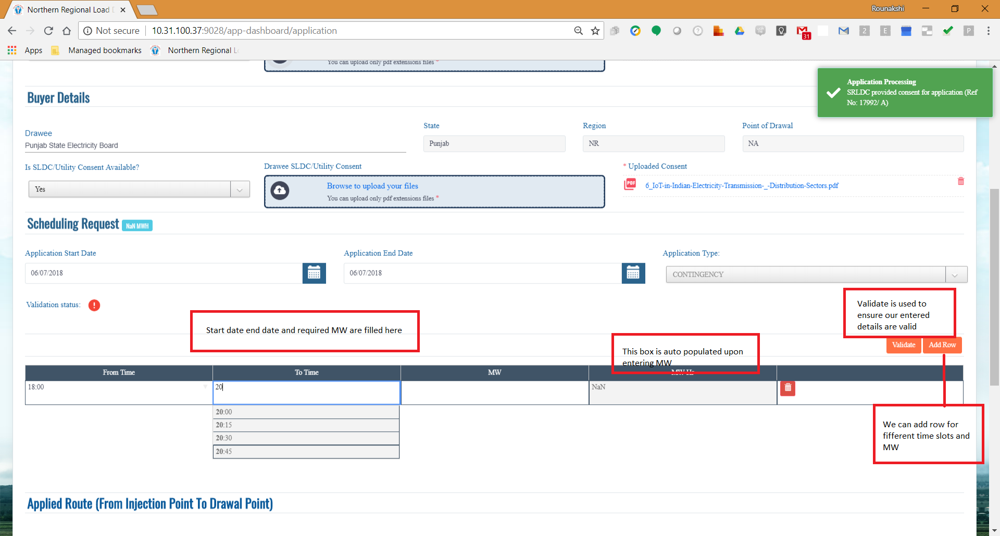 Northern Regional Load
Rounakshi
Not secure
10.31.100.37:9028/app-dashboard/application
31
2
E
P
Apps
Managed bookmarks
Northern Regional
You can upload only pdf extensions files *
Application Processing
SRLDC provided consent for application (Ref
No: 17992/ A)
Buyer Details
Drawee
Punjab State Electricity Board
State
Punjab
Region
NR
Point of Drawal
NA
Is SLDC/Utility Consent Available?
Yes
Drawee SLDC/Utility Consent
Browse to upload your files
You can upload only pdf extensions files *
* Uploaded Consent
PDF
6_IoT-in-Indian-Electricity-Transmission-_-Distribution-Sectors.pdf
Scheduling Request NaN MWH
Application Start Date
06/07/2018
Application End Date
06/07/2018
Application Type:
CONTINGENCY
Validation status:
Start date end date and required MW are filled here
Validate is used to
ensure our entered
details are valid
This box is auto populated upon
entering MW
Validate
Add Row
From Time
To Time
MW
18:00
20
NaN
20:00
20:15
20:30
20:45
We can add row for
fifferent time slots and
MW
Applied Route (From Injection Point To Drawal Point)